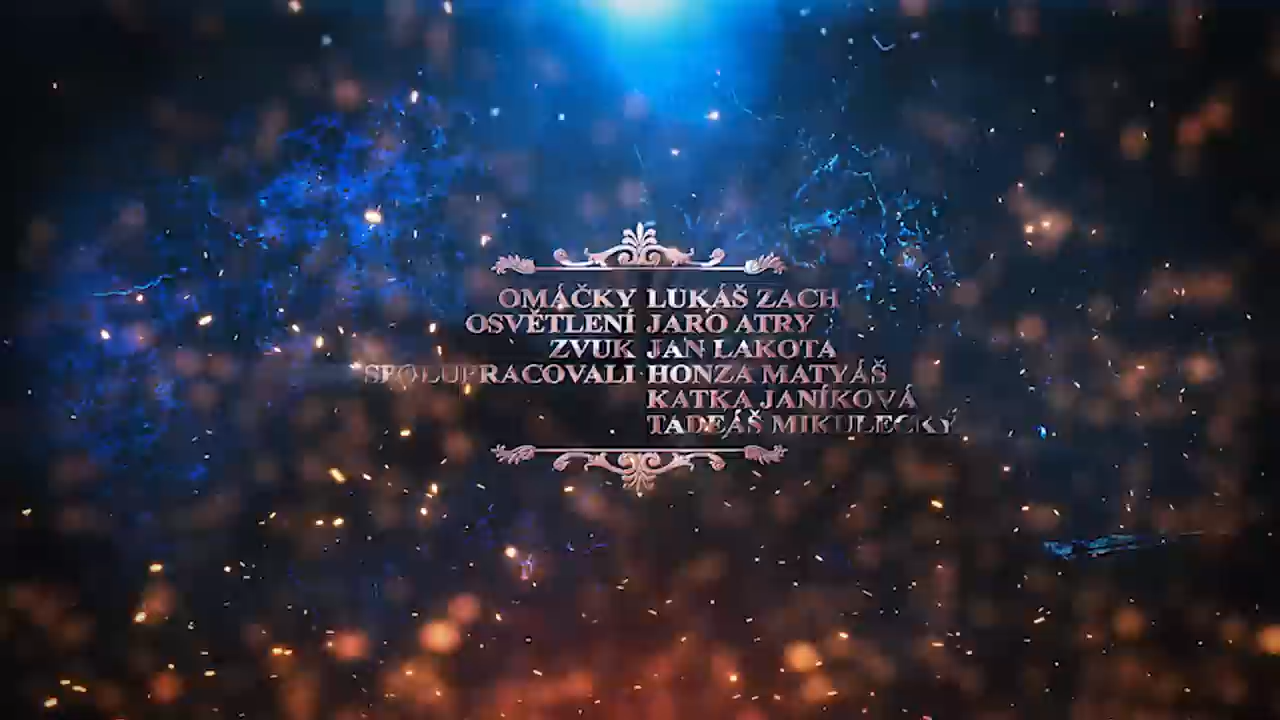 OMÁČKY LUKÁŠ ZACH
OSVĚTLENÍ JARO ATRY
ZVUK JAN LAKOTA
SPOLUPRACOVALI HONZA MATYÁŠ
KATKA JANÍKOVÁ
TADEÁŠ MIKULECKÝ